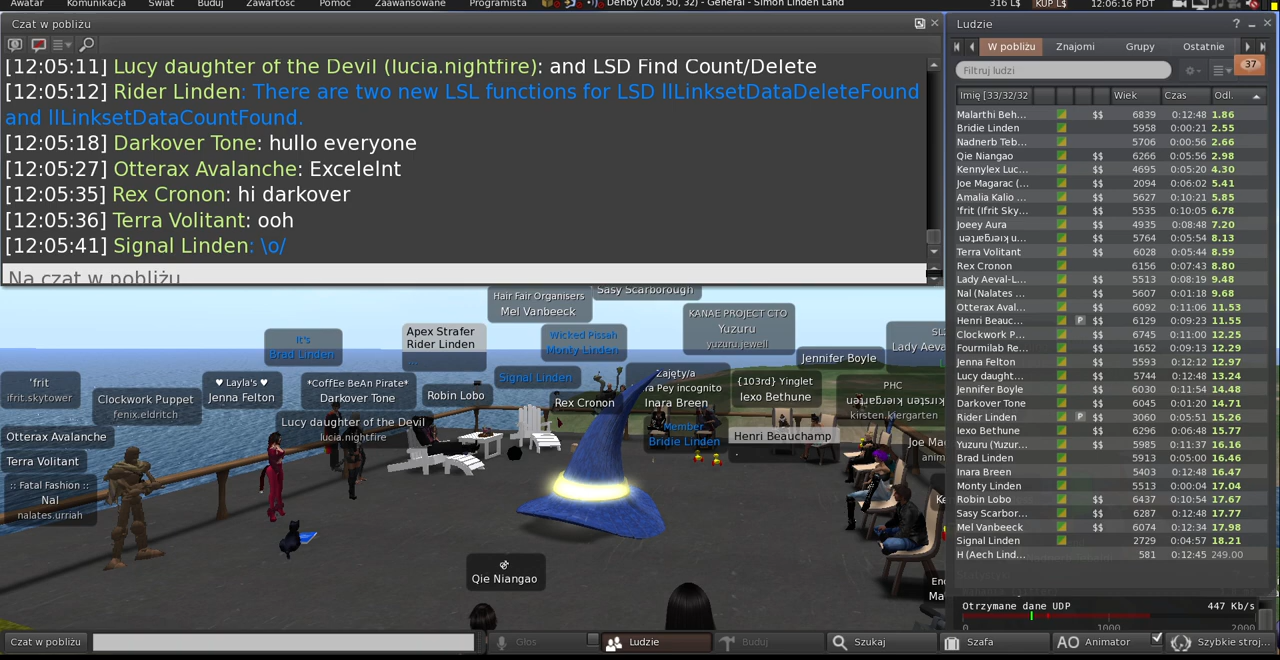 Awatar Komunikacja Świat Buduj Zawartość Pomoc Zaawansowane Programista Denby (208, 50, 32) - General - Simon Linden Land 316 L$ KUP L$ 12:06:16 PDT
Czat w pobliżu
[12:05:11] Lucy daughter of the Devil (lucia.nightfire): and LSD Find Count/Delete
[12:05:12] Rider Linden: There are two new LSL functions for LSD llLinksetDataDeleteFound
and llLinksetDataCountFound.
[12:05:18] Darkover Tone: hullo everyone
[12:05:27] Otterax Avalanche: Excelelnt
[12:05:35] Rex Cronon: hi darkover
[12:05:36] Terra Volitant: ooh
[12:05:41] Signal Linden: \o/
Na czat w pobliżu
Sasy Scarborough
Hair Fair Organisers
Mel Vanbeeck
KANAE PROJECT CTO
Yuzuru
yuzuru.jewell
It's
Brad Linden
Apex Strafer
Rider Linden
...
Wicked Pissah
Monty Linden
Lady Aeva
Jennifer Boyle
'frit
ifrit.skytower
Clockwork Puppet
fenix.eldritch
♥ Layla's ♥
Jenna Felton
*CoffEe BeAn Pirate*
Darkover Tone
Robin Lobo
Signal Linden
Rex Cronon
Zajęty/a
ra Pey incognito
Inara Breen
{103rd} Yinglet
Iexo Bethune
PHC
kirsten.kiergarten
Lucy daughter of the Devil
lucia.nightfire
Otterax Avalanche
Member
Bridie Linden
Henri Beauchamp
Joe Ma
anim
Terra Volitant
:: Fatal Fashion ::
Nal
nalates.urriah
Qie Niangao
Czat w pobliżu Głos Ludzie Buduj Szukaj Szafa AO Animator Szybkie stroj...
Ludzie
W pobliżu Znajomi Grupy Ostatnie
Filtruj ludzi 37
Imię [33/32/32 Wiek Czas Odl.
Malarthi Beh... $$ 6839 0:12:48 1.86
Bridie Linden 5958 0:00:21 2.55
Nadnerb Teb... 5706 0:00:56 2.66
Qie Niangao $$ 6266 0:05:56 2.98
Kennylex Luc... $$ 4695 0:05:20 4.30
Joe Magarac (... $$ 2094 0:06:02 5.41
Amalia Kalio ... $$ 5627 0:10:21 5.85
'frit (Ifrit Sky... $$ 5535 0:10:05 6.78
Joeey Aura $$ 4935 0:08:48 7.20
$$ 5764 0:05:54 8.13
Terra Volitant $$ 6028 0:05:44 8.59
Rex Cronon 6156 0:07:43 8.80
Lady Aeval-L... $$ 5513 0:08:19 9.48
Nal (Nalates ... $$ 5607 0:01:18 9.68
Otterax Aval... $$ 6092 0:11:06 11.53
Henri Beauc... P $$ 6129 0:09:23 11.55
Clockwork P... $$ 6745 0:11:00 12.25
Fourmilab Re... $$ 1652 0:09:13 12.29
Jenna Felton $$ 5593 0:12:12 12.97
Lucy daught... $$ 5744 0:12:48 13.24
Jennifer Boyle $$ 6030 0:11:54 14.48
Darkover Tone $$ 6045 0:01:20 14.71
Rider Linden P $$ 3060 0:05:51 15.26
Iexo Bethune $$ 6296 0:06:48 15.77
Yuzuru (Yuzur... $$ 5985 0:11:37 16.16
Brad Linden 5913 0:05:00 16.46
Inara Breen 5403 0:12:48 16.47
Monty Linden 5513 0:00:04 17.04
Robin Lobo $$ 6437 0:10:54 17.67
Sasy Scarbor... $$ 6287 0:12:48 17.77
Mel Vanbeeck $$ 6074 0:12:34 17.98
Signal Linden 2729 0:04:57 18.21
H (Aech Lind... 581 0:12:45 249.00
Otrzymane dane UDP 447 Kb/s
0 1000 2000